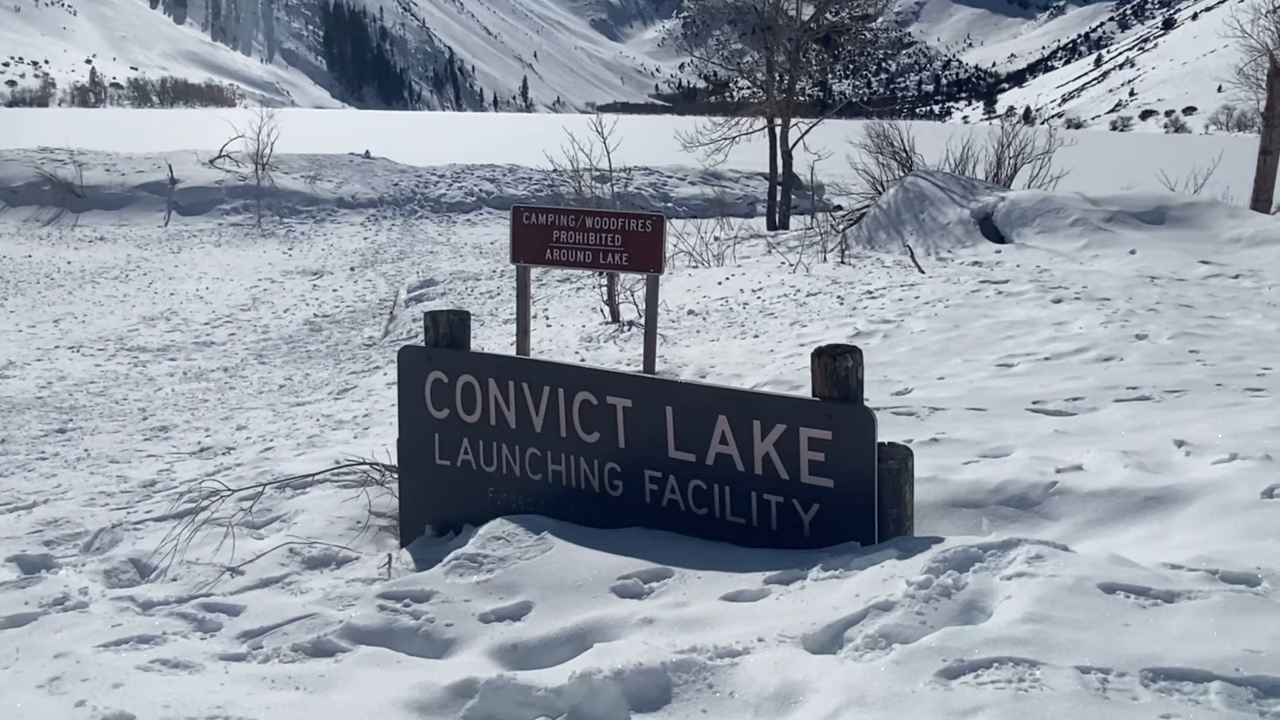 CAMPING/WOODFIRES
PROHIBITED
AROUND LAKE
CONVICT LAKE
LAUNCHING FACILITY